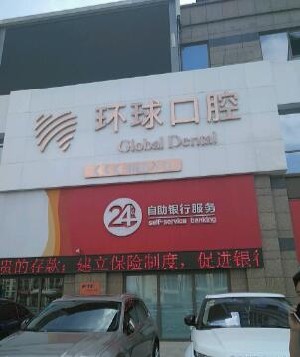 环球口腔
Global Dental
24
自助银行服务
self-service banking
贵的存款；建立保险制度，促进银行